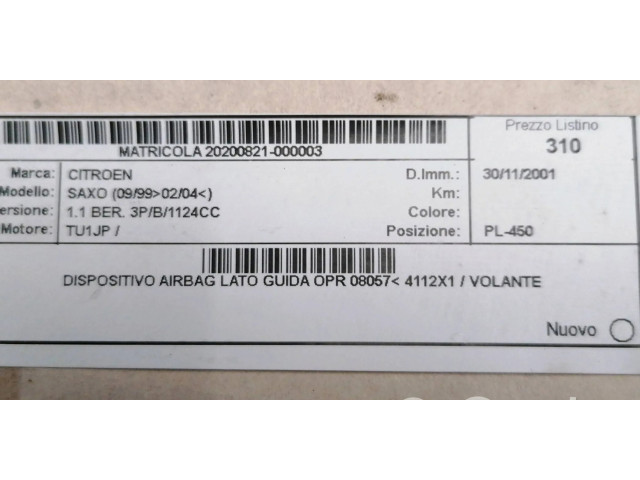 Prezzo Listino
310
MATRICOLA 20200821-000003
Marca: CITROEN D.Imm.: 30/11/2001
Modello: SAXO (09/99>02/04<) Km:
ersione: 1.1 BER. 3P/B/1124CC Colore:
Motore: TU1JP / Posizione: PL-450
DISPOSITIVO AIRBAG LATO GUIDA OPR 08057< 4112X1 / VOLANTE
Nuovo